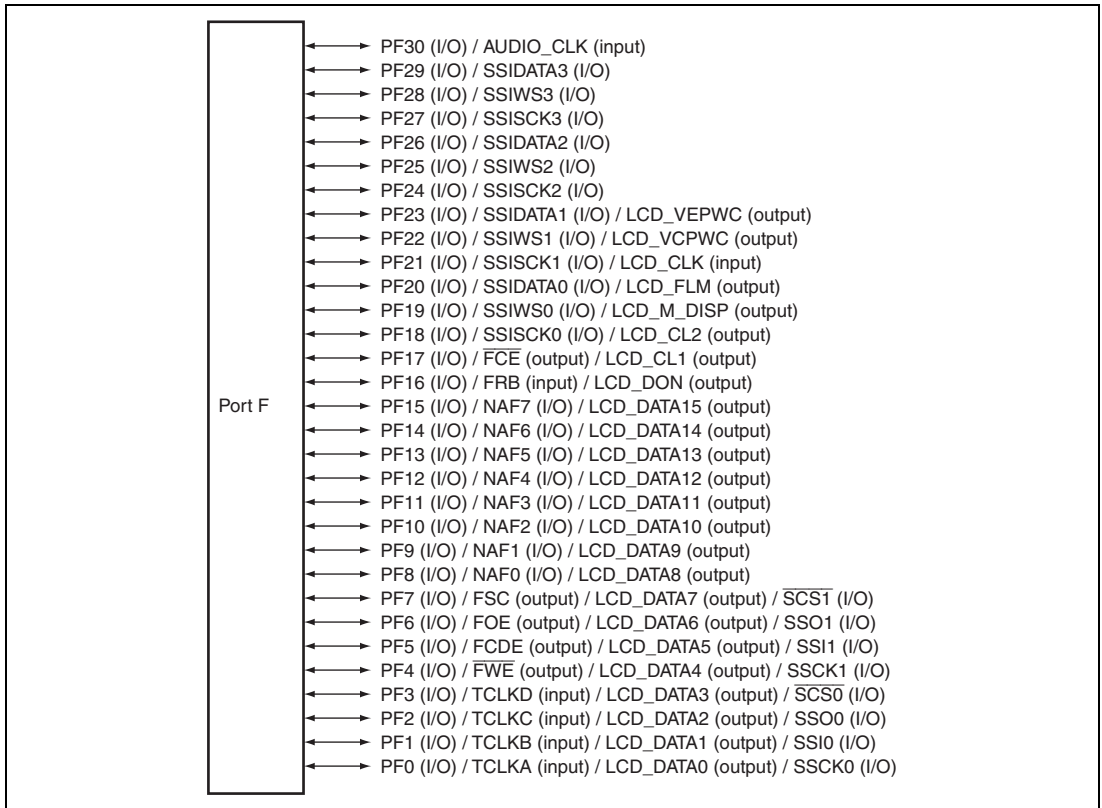 PF30 (I/O) / AUDIO_CLK (input)
PF29 (I/O) / SSIDATA3 (I/O)
PF28 (I/O) / SSIWS3 (I/O)
PF27 (I/O) / SSISCK3 (I/O)
PF26 (I/O) / SSIDATA2 (I/O)
PF25 (I/O) / SSIWS2 (I/O)
PF24 (I/O) / SSISCK2 (I/O)
PF23 (I/O) / SSIDATA1 (I/O) / LCD_VEPWC (output)
PF22 (I/O) / SSIWS1 (I/O) / LCD_VCPWC (output)
PF21 (I/O) / SSISCK1 (I/O) / LCD_CLK (input)
PF20 (I/O) / SSIDATA0 (I/O) / LCD_FLM (output)
PF19 (I/O) / SSIWS0 (I/O) / LCD_M_DISP (output)
PF18 (I/O) / SSISCK0 (I/O) / LCD_CL2 (output)
PF17 (I/O) / F̅C̅E̅ (output) / LCD_CL1 (output)
PF16 (I/O) / FRB (input) / LCD_DON (output)
Port F
PF15 (I/O) / NAF7 (I/O) / LCD_DATA15 (output)
PF14 (I/O) / NAF6 (I/O) / LCD_DATA14 (output)
PF13 (I/O) / NAF5 (I/O) / LCD_DATA13 (output)
PF12 (I/O) / NAF4 (I/O) / LCD_DATA12 (output)
PF11 (I/O) / NAF3 (I/O) / LCD_DATA11 (output)
PF10 (I/O) / NAF2 (I/O) / LCD_DATA10 (output)
PF9 (I/O) / NAF1 (I/O) / LCD_DATA9 (output)
PF8 (I/O) / NAF0 (I/O) / LCD_DATA8 (output)
PF7 (I/O) / FSC (output) / LCD_DATA7 (output) / S̅C̅S̅1̅ (I/O)
PF6 (I/O) / FOE (output) / LCD_DATA6 (output) / SSO1 (I/O)
PF5 (I/O) / FCDE (output) / LCD_DATA5 (output) / SSI1 (I/O)
PF4 (I/O) / F̅W̅E̅ (output) / LCD_DATA4 (output) / SSCK1 (I/O)
PF3 (I/O) / TCLKD (input) / LCD_DATA3 (output) / S̅C̅S̅0̅ (I/O)
PF2 (I/O) / TCLKC (input) / LCD_DATA2 (output) / SSO0 (I/O)
PF1 (I/O) / TCLKB (input) / LCD_DATA1 (output) / SSI0 (I/O)
PF0 (I/O) / TCLKA (input) / LCD_DATA0 (output) / SSCK0 (I/O)